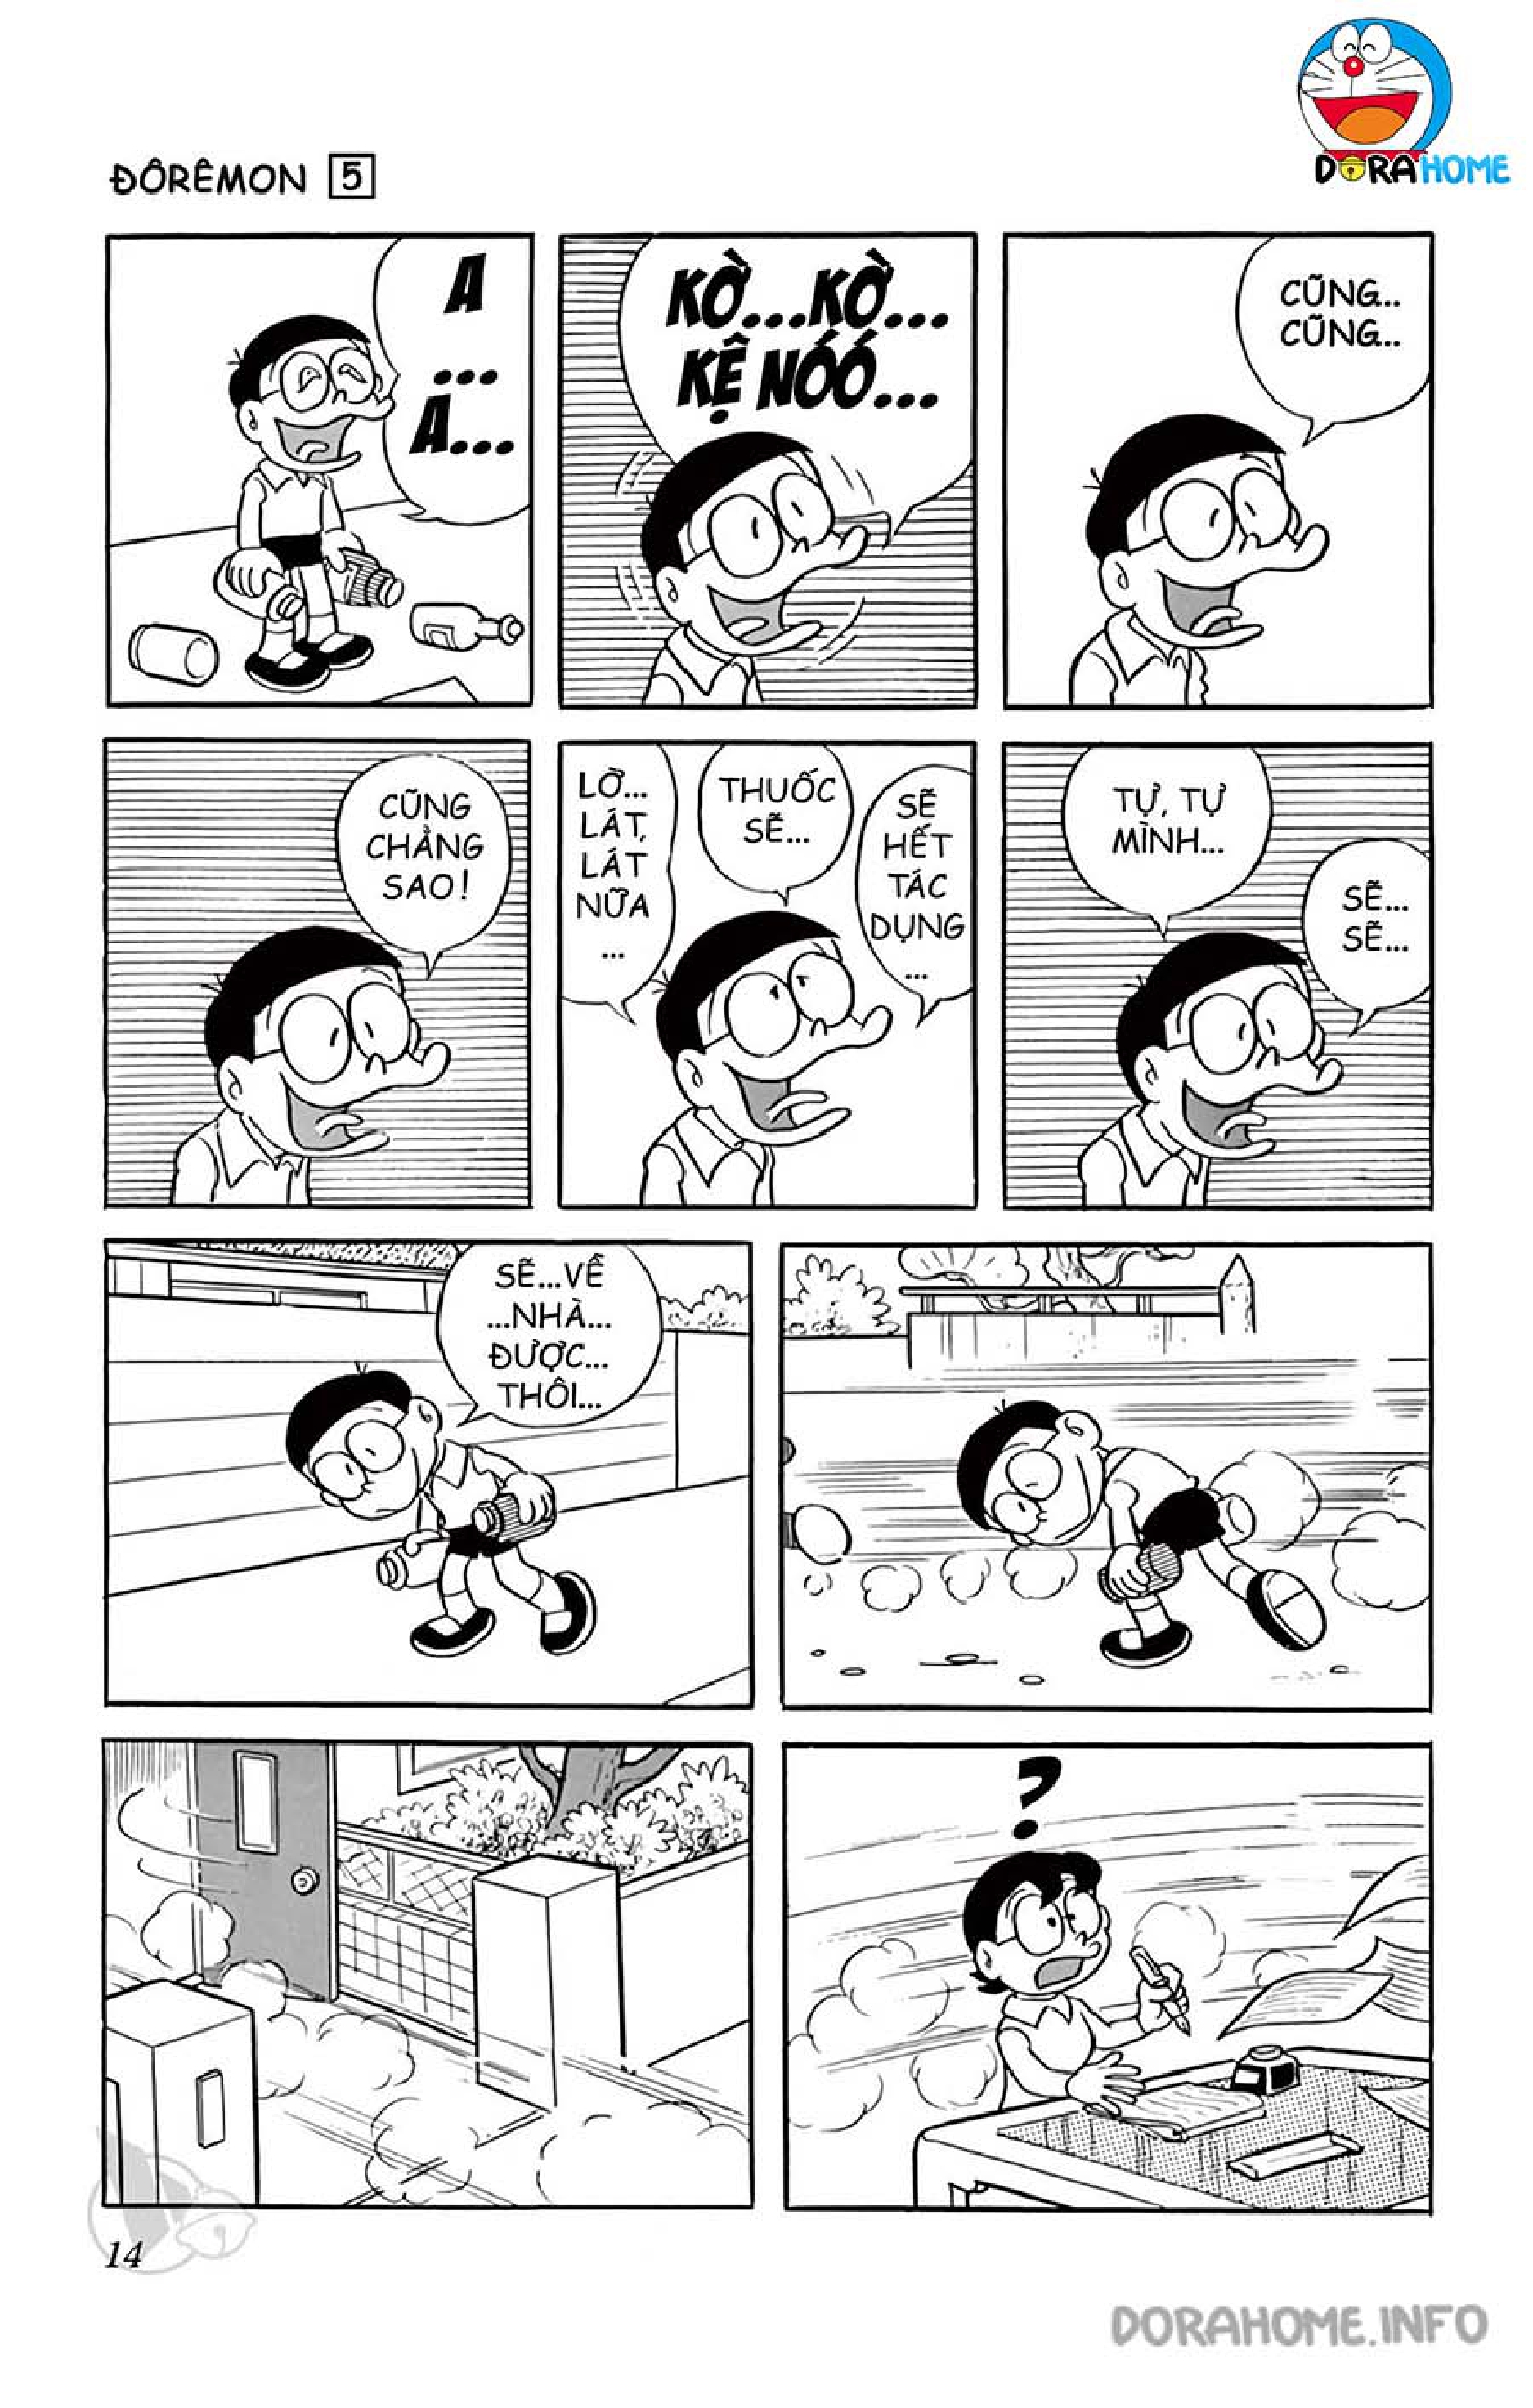 DORAHOME
ĐÔRÊMON 5
A
...
A...
KỜ...KỜ...
KỆ NÓÓ...
CŨNG..
CŨNG..
CŨNG
CHẲNG
SAO!
LỜ...
LÁT,
LÁT
NỮA
...
THUỐC
SẼ...
SẼ
HẾT
TÁC
DỤNG
...
TỰ, TỰ
MÌNH...
SẼ...
SẼ...
SẼ...VỀ
...NHÀ...
ĐƯỢC...
THÔI...
?
14
DORAHOME.INFO